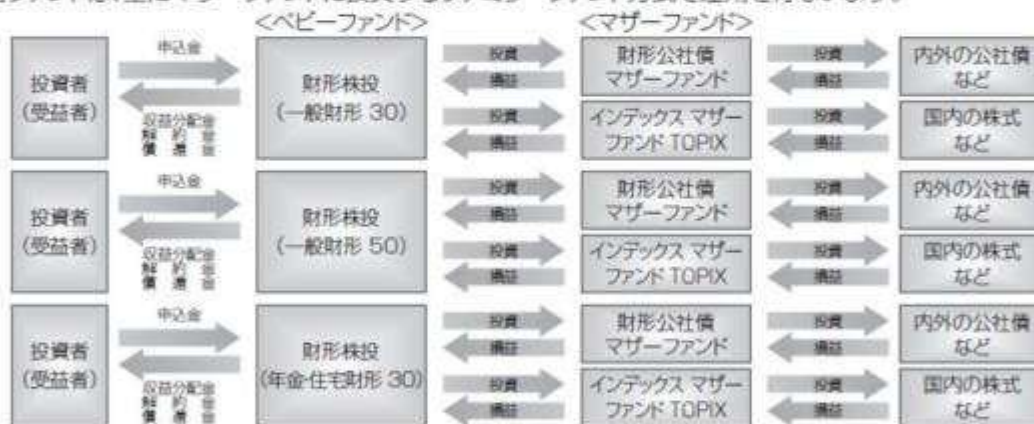 <ベビーファンド>
<マザーファンド>
投資者
(受益者)
申込金
収益分配金
解約金
償還金
財形株投
(一般財形 30)
投資
損益
財形公社債
マザーファンド
投資
損益
内外の公社債
など
投資
損益
インデックス マザー
ファンド TOPIX
投資
損益
国内の株式
など
投資者
(受益者)
申込金
収益分配金
解約金
償還金
財形株投
(一般財形 50)
投資
損益
財形公社債
マザーファンド
投資
損益
内外の公社債
など
投資
損益
インデックス マザー
ファンド TOPIX
投資
損益
国内の株式
など
投資者
(受益者)
申込金
収益分配金
解約金
償還金
財形株投
(年金・住宅財形 30)
投資
損益
財形公社債
マザーファンド
投資
損益
内外の公社債
など
投資
損益
インデックス マザー
ファンド TOPIX
投資
損益
国内の株式
など